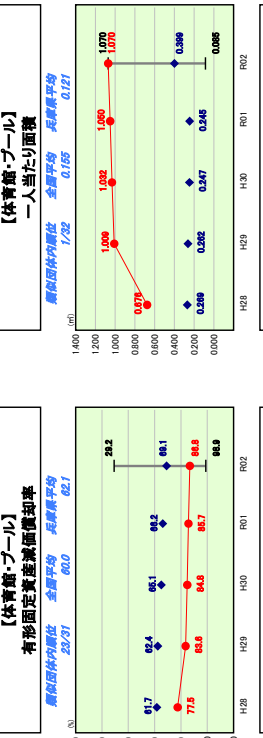 【体育館・プール】
有形固定資産減価償却率
類似団体内順位 全国平均 兵庫県平均
23/31 60.0 62.1
(%)
29.2
61.7 62.4 65.1 66.2 69.1
77.5 83.6 84.8 85.7 86.8
98.9
H28 H29 H30 R01 R02
【体育館・プール】
一人当たり面積
類似団体内順位 全国平均 兵庫県平均
1/32 0.155 0.121
(㎡)
1.400
1.200
1.000
0.800
0.600
0.400
0.200
0.000
1.070
0.676 1.009 1.032 1.050 1.070
0.269 0.262 0.247 0.245 0.399
0.085
H28 H29 H30 R01 R02